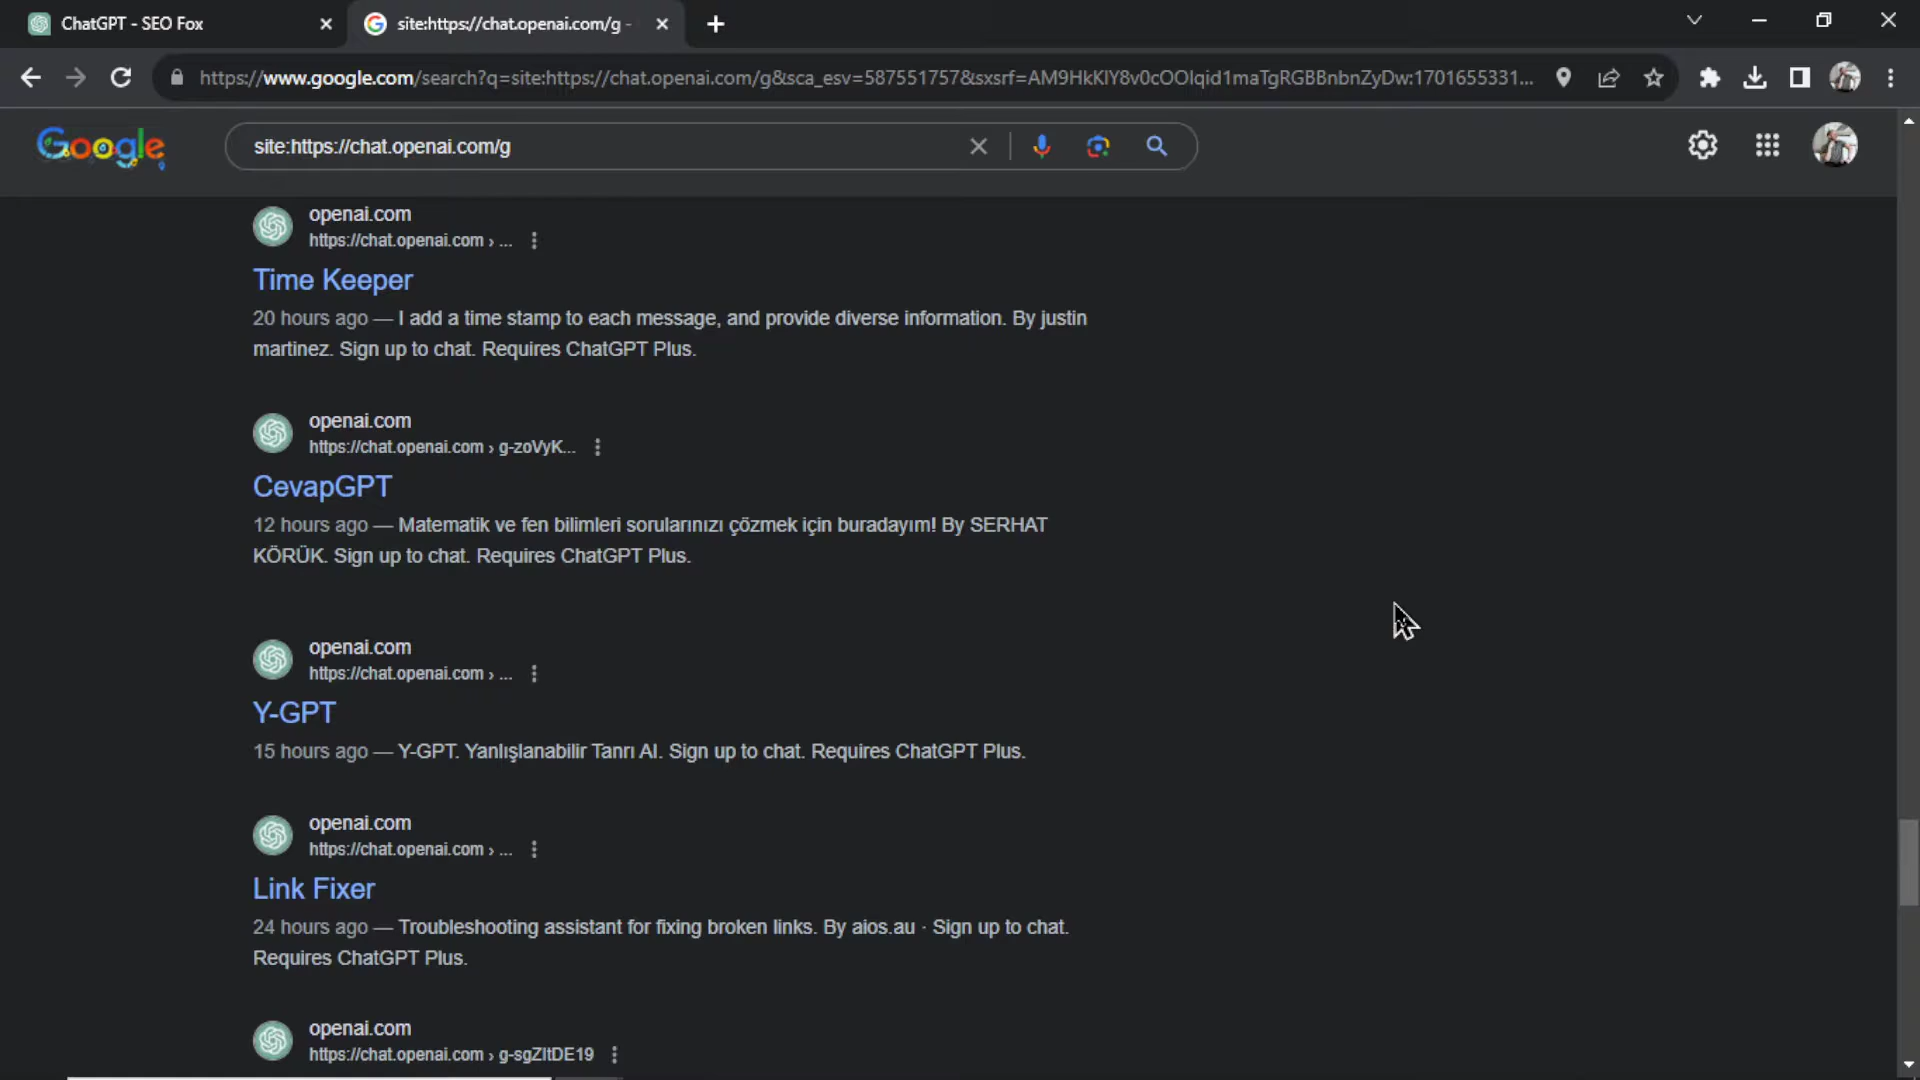 ChatGPT - SEO Fox
site:https://chat.openai.com/g -
https://www.google.com/search?q=site:https://chat.openai.com/g&sca_esv=587551757&sxsrf=AM9HkKlY8v0cOOlqid1maTgRGBBnbnZyDw:1701655331...
Google
site:https://chat.openai.com/g
openai.com
https://chat.openai.com › ...
Time Keeper
20 hours ago — I add a time stamp to each message, and provide diverse information. By justin
martinez. Sign up to chat. Requires ChatGPT Plus.
openai.com
https://chat.openai.com › g-zoVyK...
CevapGPT
12 hours ago — Matematik ve fen bilimleri sorularınızı çözmek için buradayım! By SERHAT
KÖRÜK. Sign up to chat. Requires ChatGPT Plus.
openai.com
https://chat.openai.com › ...
Y-GPT
15 hours ago — Y-GPT. Yanlışlanabilir Tanrı AI. Sign up to chat. Requires ChatGPT Plus.
openai.com
https://chat.openai.com › ...
Link Fixer
24 hours ago — Troubleshooting assistant for fixing broken links. By aios.au · Sign up to chat.
Requires ChatGPT Plus.
openai.com
https://chat.openai.com › g-sgZltDE19